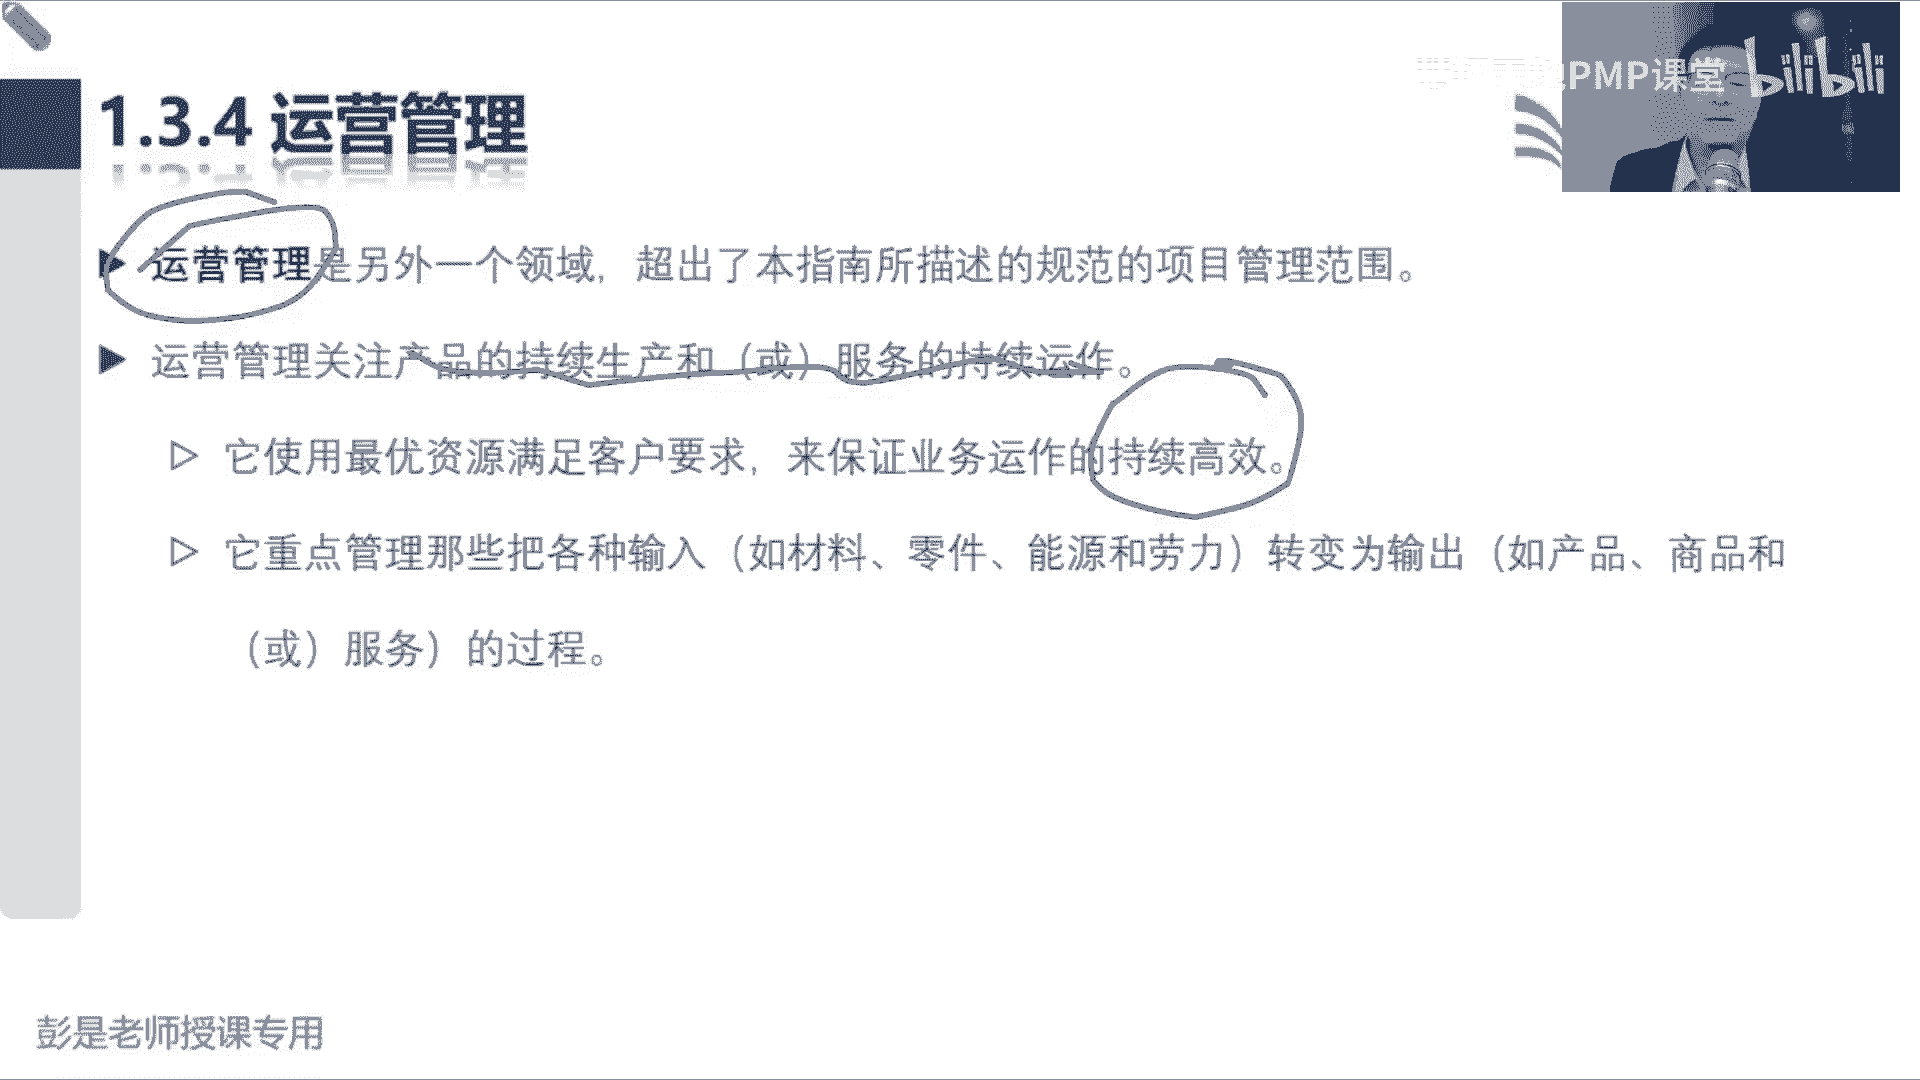 PMP课堂 bilibili
1.3.4 运营管理
运营管理是另外一个领域，超出了本指南所描述的规范的项目管理范围。
运营管理关注产品的持续生产和（或）服务的持续运作。
它使用最优资源满足客户要求，来保证业务运作的持续高效。
它重点管理那些把各种输入（如材料、零件、能源和劳力）转变为输出（如产品、商品和
（或）服务）的过程。
彭是老师授课专用